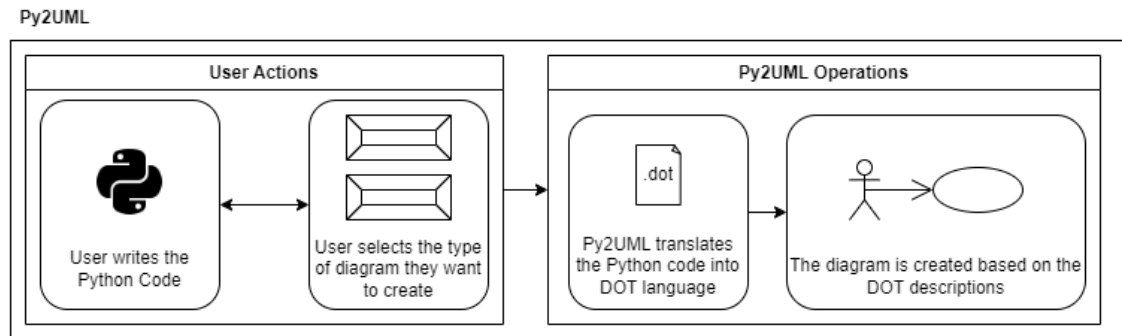 Py2UML
User Actions
User writes the
Python Code
User selects the type
of diagram they want
to create
Py2UML Operations
.dot
Py2UML translates
the Python code into
DOT language
The diagram is created based on the
DOT descriptions